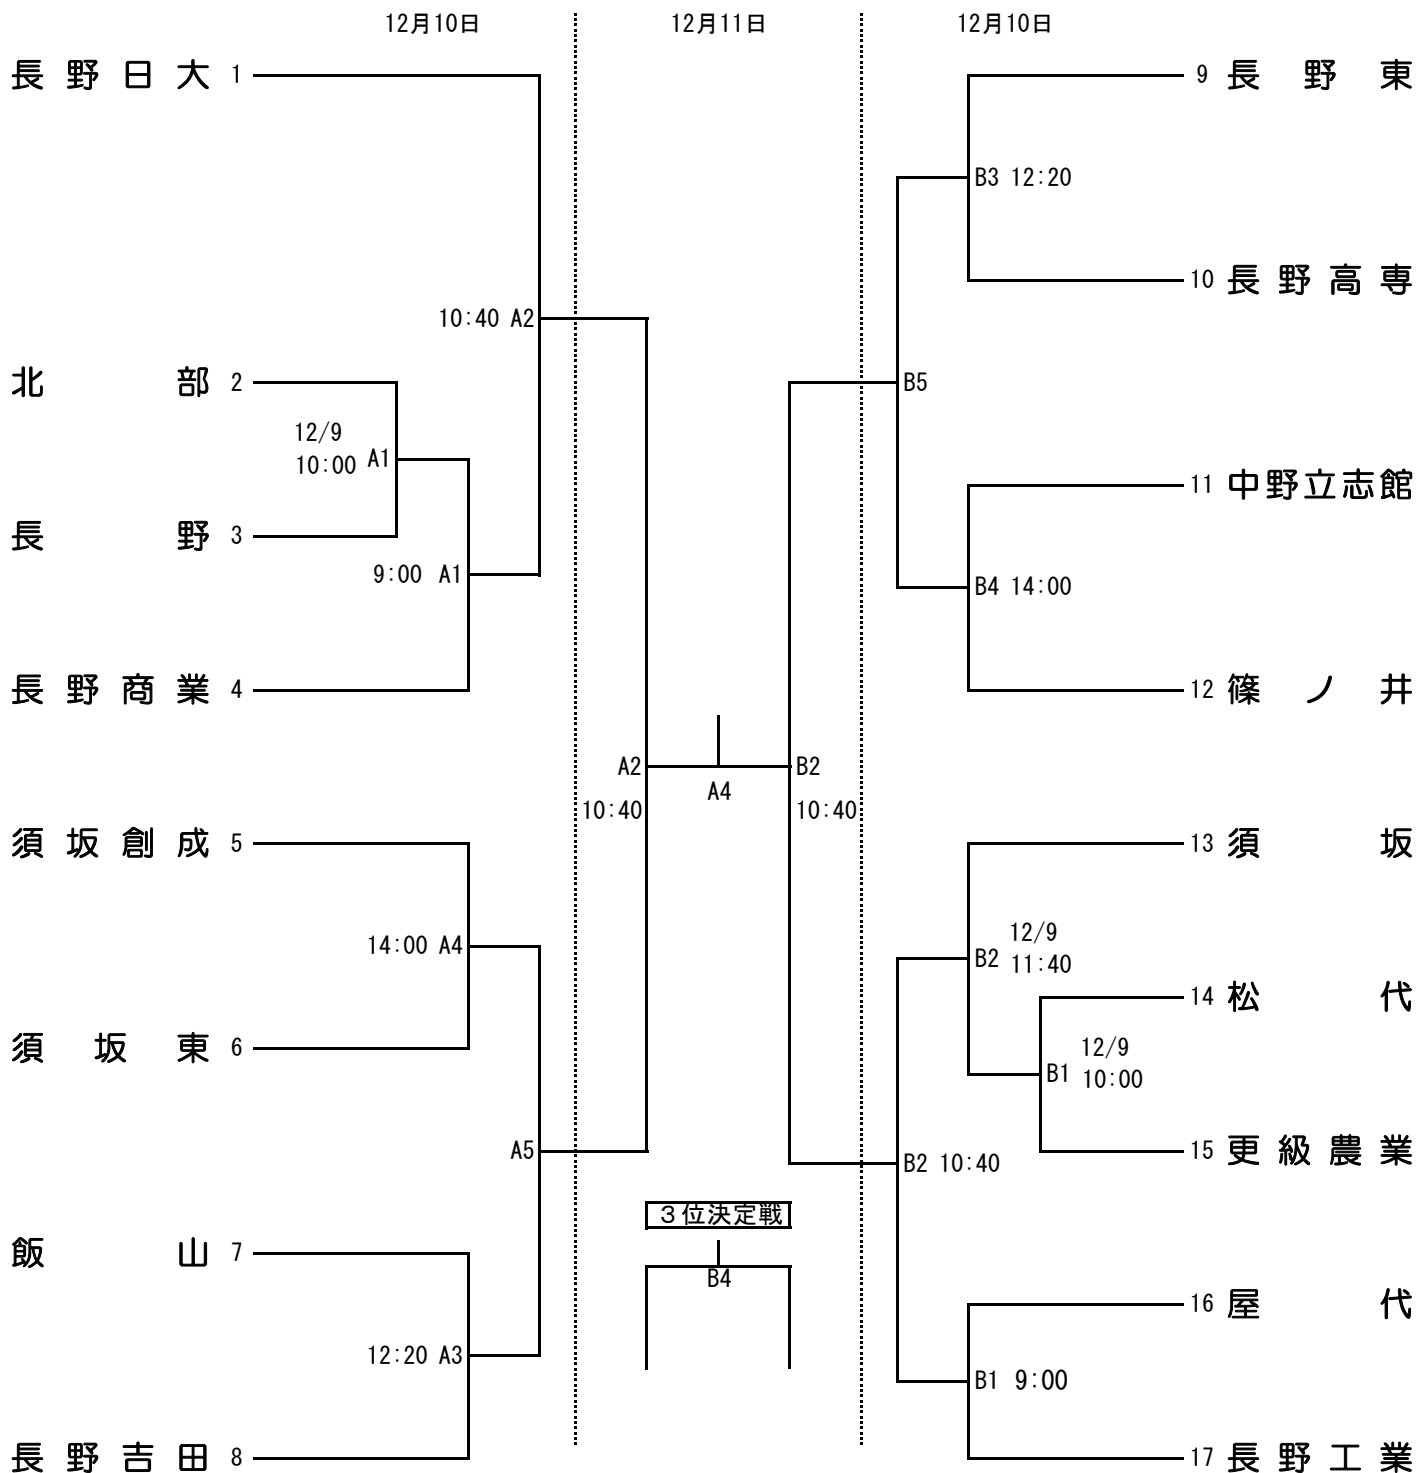 12月10日
12月11日
12月10日
長野日大 1
9 長野東
B3 12:20
10 長野高専
10:40 A2
北部 2
B5
12/9
10:00 A1
11 中野立志館
長野 3
9:00 A1
B4 14:00
長野商業 4
12 篠ノ井
A2
B2
A4
10:40
10:40
須坂創成 5
13 須坂
14:00 A4
12/9
B2 11:40
14 松代
須坂東 6
12/9
B1 10:00
A5
15 更級農業
B2 10:40
3位決定戦
飯山 7
B4
16 屋代
12:20 A3
B1 9:00
長野吉田 8
17 長野工業